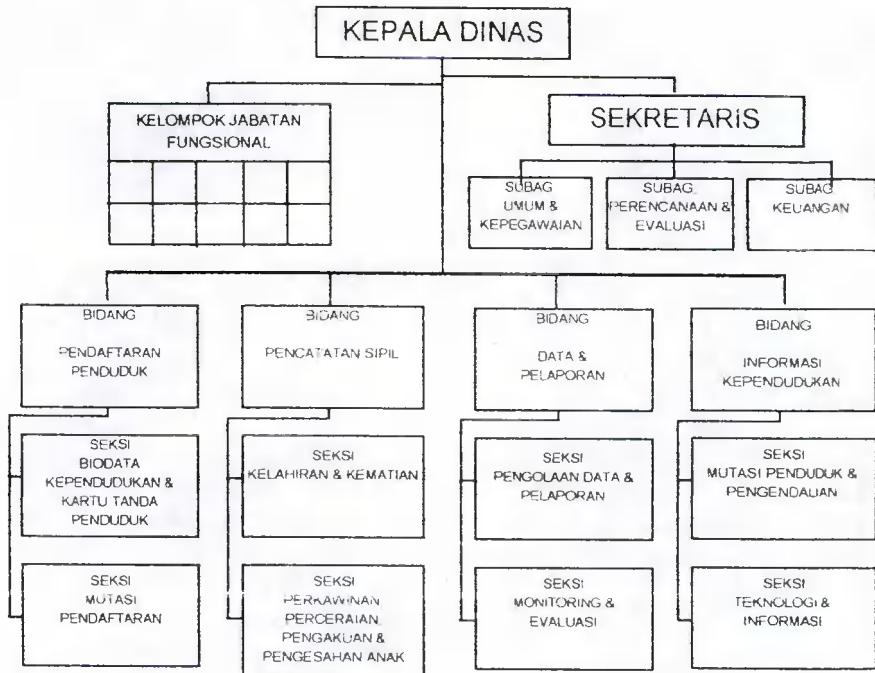 KEPALA DINAS
KELOMPOK JABATAN
FUNGSIONAL
SEKRETARIS
SUBAG
UMUM &
KEPEGAWAIAN
SUBAG
PERENCANAAN &
EVALUASI
SUBAG
KEUANGAN
BIDANG
PENDAFTARAN
PENDUDUK
BIDANG
PENCATATAN SIPIL
BIDANG
DATA &
PELAPORAN
BIDANG
INFORMASI
KEPENDUDUKAN
SEKSI
BIODATA
KEPENDUDUKAN &
KARTU TANDA
PENDUDUK
SEKSI
KELAHIRAN & KEMATIAN
SEKSI
PENGOLAAN DATA &
PELAPORAN
SEKSI
MUTASI PENDUDUK &
PENGENDALIAN
SEKSI
MUTASI
PENDAFTARAN
SEKSI
PERKAWINAN
PERCERAIAN
PENGAKUAN &
PENGESAHAN ANAK
SEKSI
MONITORING &
EVALUASI
SEKSI
TEKNOLOGI &
INFORMASI